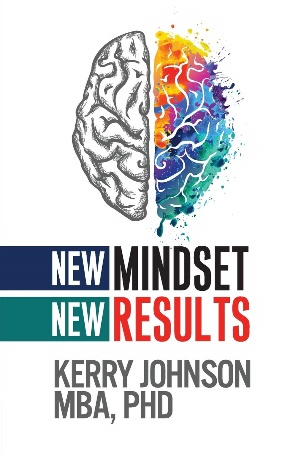 NEW MINDSET
NEW RESULTS
KERRY JOHNSON
MBA, PHD